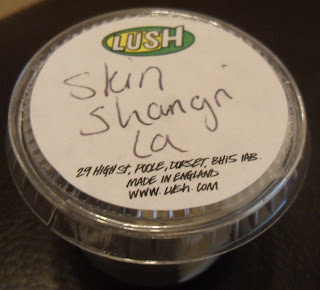 LUSH
Skin
Shangri
La
29 HIGH ST, POOLE, DORSET, BH15 1AB.
MADE IN ENGLAND
WWW. LUSH. COM